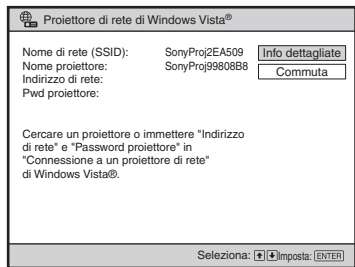 Proiettore di rete di Windows Vista®
Nome di rete (SSID): SonyProj2EA509 Info dettagliate
Nome proiettore: SonyProj99808B8 Commuta
Indirizzo di rete:
Pwd proiettore:
Cercare un proiettore o immettere "Indirizzo
di rete" e "Password proiettore" in
"Connessione a un proiettore di rete"
di Windows Vista®.
Seleziona: Imposta: ENTER